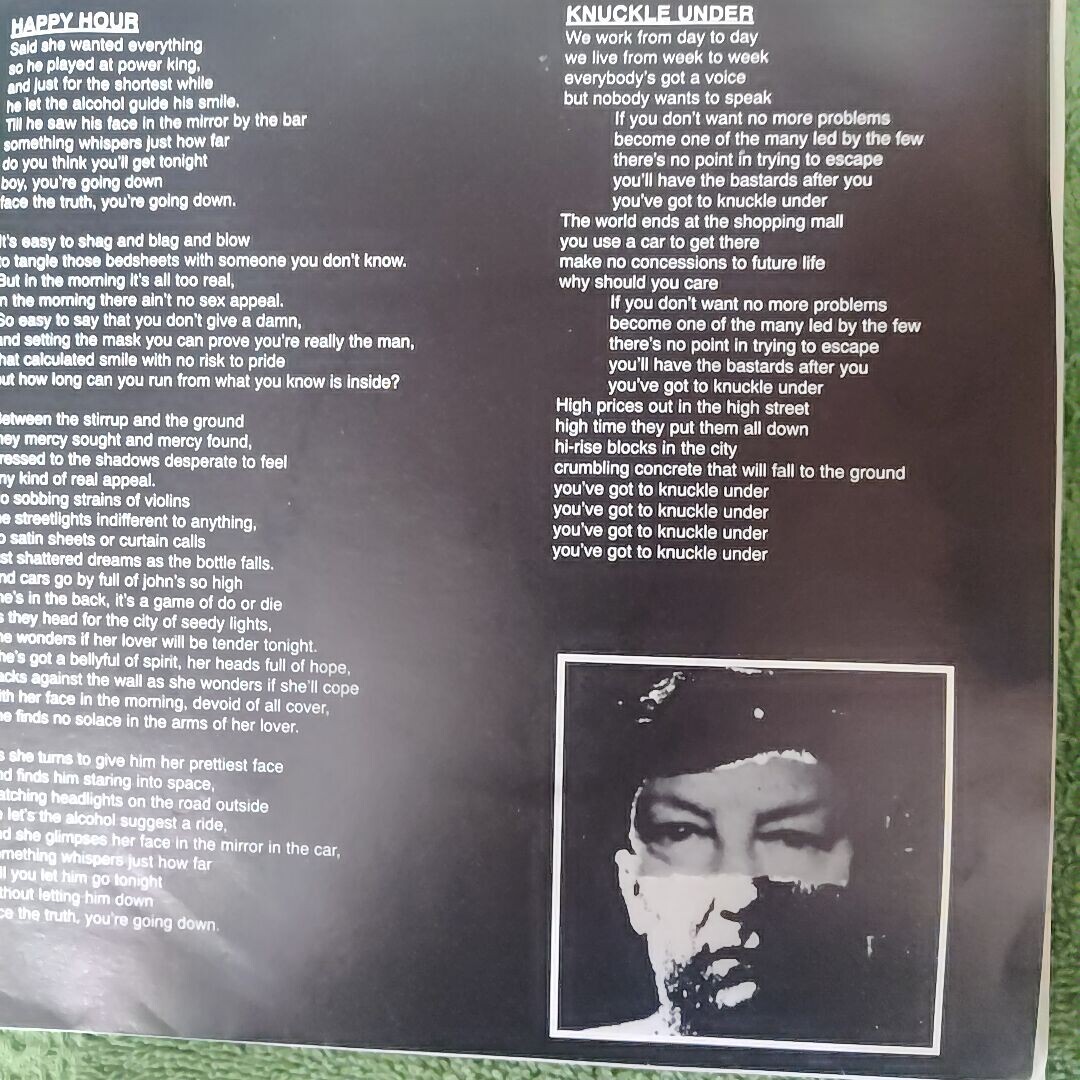 HAPPY HOUR
Said she wanted everything
so he played at power king,
and just for the shortest while
he let the alcohol guide his smile.
Till he saw his face in the mirror by the bar
something whispers just how far
do you think you'll get tonight
boy, you're going down
face the truth, you're going down.
It's easy to shag and blag and blow
to tangle those bedsheets with someone you don't know.
But in the morning it's all too real,
in the morning there ain't no sex appeal.
So easy to say that you don't give a damn,
and setting the mask you can prove you're really the man,
that calculated smile with no risk to pride
but how long can you run from what you know is inside?
Between the stirrup and the ground
they mercy sought and mercy found,
pressed to the shadows desperate to feel
any kind of real appeal.
sobbing strains of violins
streetlights indifferent to anything,
satin sheets or curtain calls
shattered dreams as the bottle falls.
cars go by full of john's so high
in the back, it's a game of do or die
they head for the city of seedy lights,
wonders if her lover will be tender tonight.
got a bellyful of spirit, her heads full of hope,
against the wall as she wonders if she'll cope
her face in the morning, devoid of all cover,
finds no solace in the arms of her lover.
she turns to give him her prettiest face
finds him staring into space,
headlights on the road outside
let's the alcohol suggest a ride,
she glimpses her face in the mirror in the car,
something whispers just how far
you let him go tonight
without letting him down
the truth, you're going down.
KNUCKLE UNDER
We work from day to day
we live from week to week
everybody's got a voice
but nobody wants to speak
If you don't want no more problems
become one of the many led by the few
there's no point in trying to escape
you'll have the bastards after you
you've got to knuckle under
The world ends at the shopping mall
you use a car to get there
make no concessions to future life
why should you care
If you don't want no more problems
become one of the many led by the few
there's no point in trying to escape
you'll have the bastards after you
you've got to knuckle under
High prices out in the high street
high time they put them all down
hi-rise blocks in the city
crumbling concrete that will fall to the ground
you've got to knuckle under
you've got to knuckle under
you've got to knuckle under
you've got to knuckle under